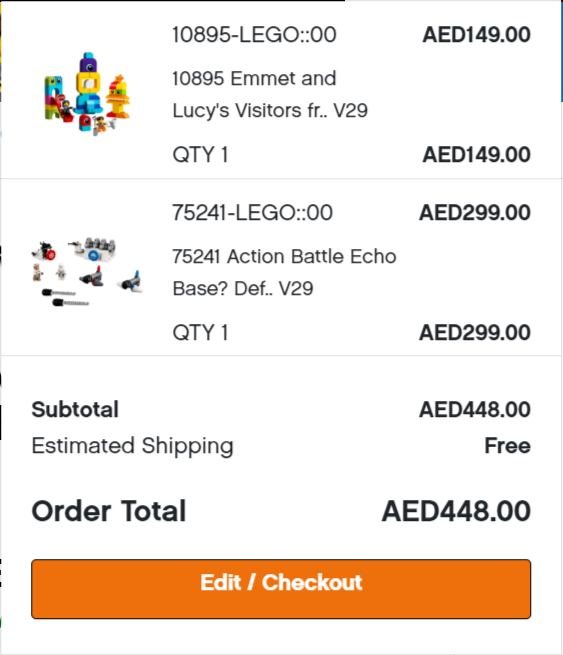 10895-LEGO::00 AED149.00
10895 Emmet and
Lucy's Visitors fr.. V29
QTY 1 AED149.00
75241-LEGO::00 AED299.00
75241 Action Battle Echo
Base? Def.. V29
QTY 1 AED299.00
Subtotal AED448.00
Estimated Shipping Free
Order Total AED448.00
Edit / Checkout